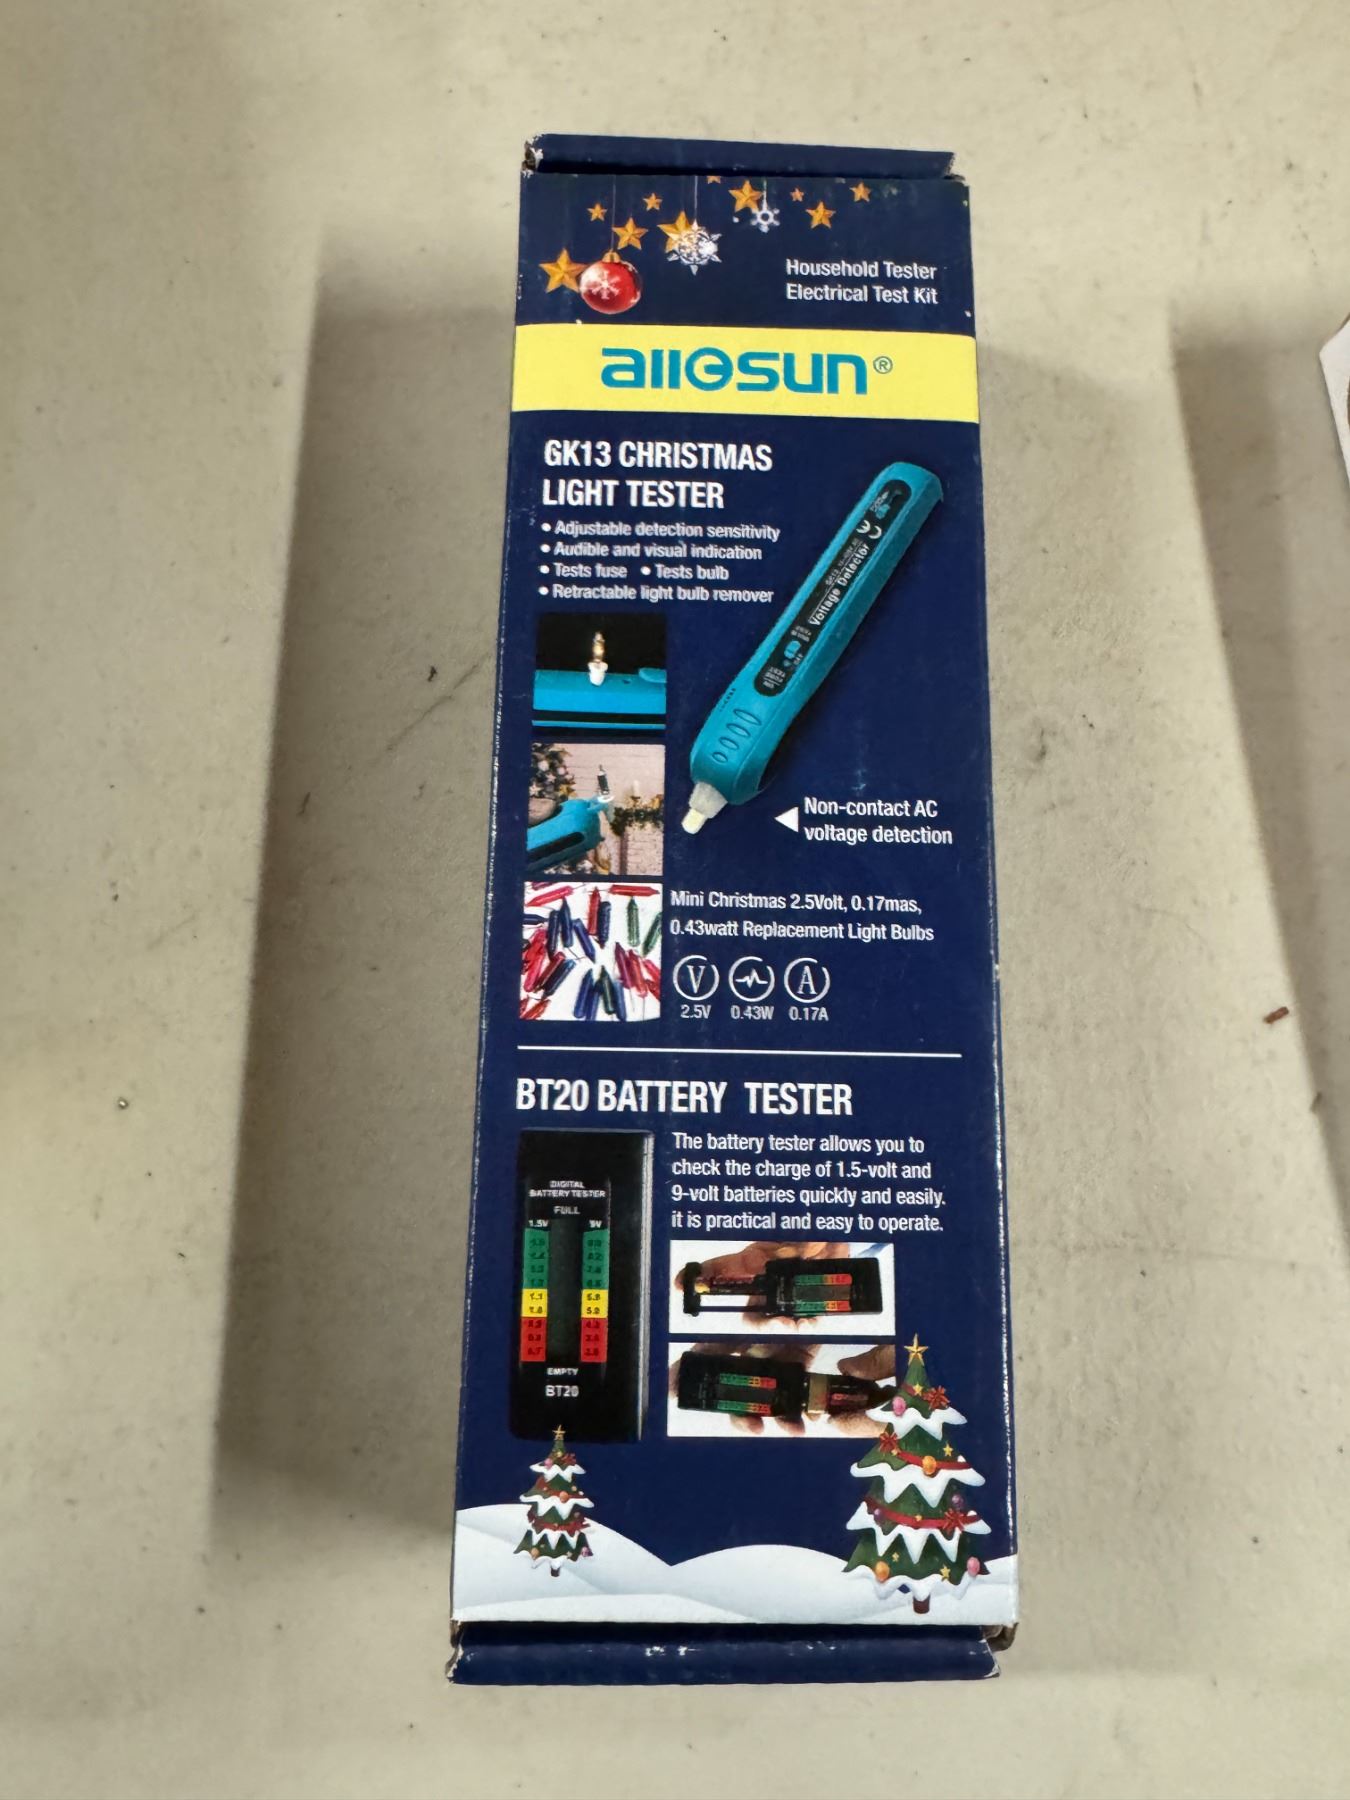 Household Tester
Electrical Test Kit
allosun®
GK13 CHRISTMAS
LIGHT TESTER
• Adjustable detection sensitivity
• Audible and visual indication
• Tests fuse • Tests bulb
• Retractable light bulb remover
Voltage Detector
GK13
Non-contact AC
voltage detection
Mini Christmas 2.5Volt, 0.17mas,
0.43watt Replacement Light Bulbs
V A
2.5V 0.43W 0.17A
BT20 BATTERY TESTER
The battery tester allows you to
check the charge of 1.5-volt and
9-volt batteries quickly and easily.
it is practical and easy to operate.
DIGITAL
BATTERY TESTER
FULL
1.5V 9V
EMPTY
BT20